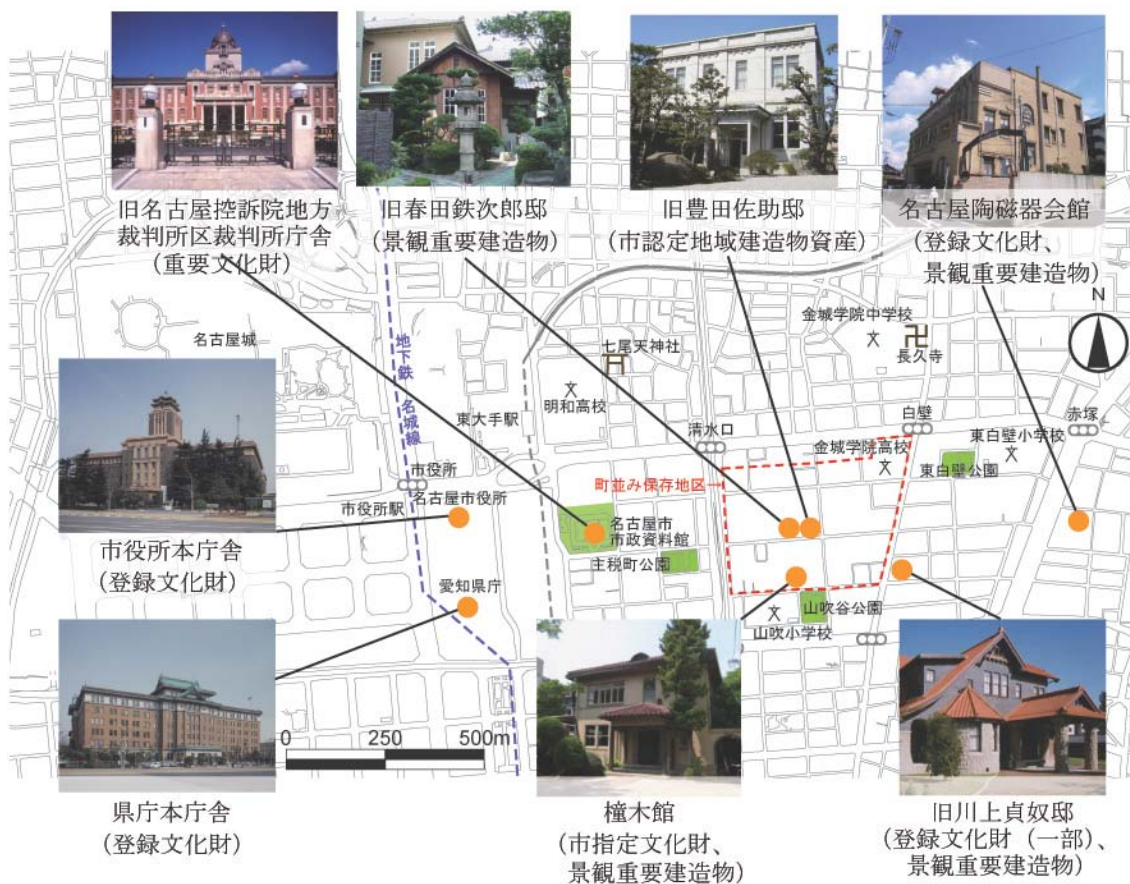 旧名古屋控訴院地方
裁判所区裁判所庁舎
(重要文化財)
旧春田鉄次郎邸
(景観重要建造物)
旧豊田佐助邸
(市認定地域建造物資産)
名古屋陶磁器会館
(登録文化財、
景観重要建造物)
N
金城学院中学校
長久寺
名古屋城
七尾天神社
明和高校
地下鉄 名城線
東大手駅
清水口
白壁
赤塚
金城学院高校
東白壁小学校
東白壁公園
町並み保存地区
市役所
市役所駅
名古屋市役所
名古屋市
市政資料館
主税町公園
市役所本庁舎
(登録文化財)
愛知県庁
山吹谷公園
山吹小学校
0 250 500m
県庁本庁舎
(登録文化財)
橦木館
(市指定文化財、
景観重要建造物)
旧川上貞奴邸
(登録文化財(一部)、
景観重要建造物)